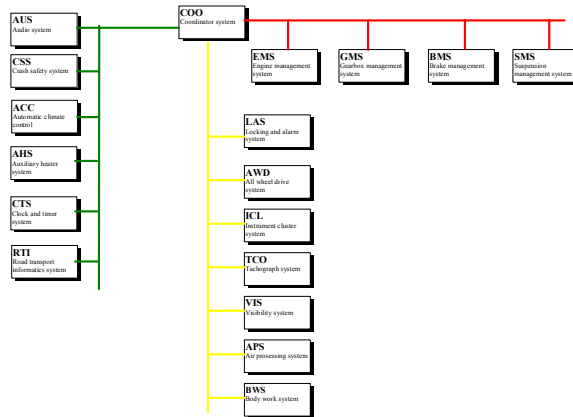 AUS
Audio system
CSS
Crash safety system
ACC
Automatic climate
control
AHS
Auxiliary heater
system
CTS
Clock and timer
system
RTI
Road transport
informatics system
COO
Coordinator system
EMS
Engine management
system
GMS
Gearbox management
system
BMS
Brake management
system
SMS
Suspension
management system
LAS
Locking and alarm
system
AWD
All wheel drive
system
ICL
Instrument cluster
system
TCO
Tachograph system
VIS
Visibility system
APS
Air prosessing system
BWS
Body work system